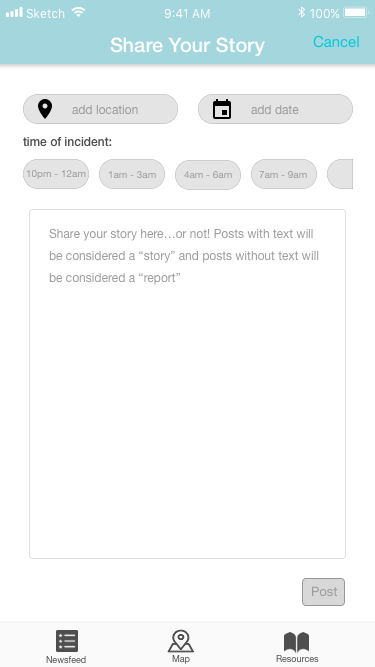 Sketch 9:41 AM 100%
Share Your Story Cancel
add location add date
time of incident:
10pm - 12am 1am - 3am 4am - 6am 7am - 9am
Share your story here...or not! Posts with text will
be considered a “story” and posts without text will
be considered a “report”
Post
Newsfeed Map Resources